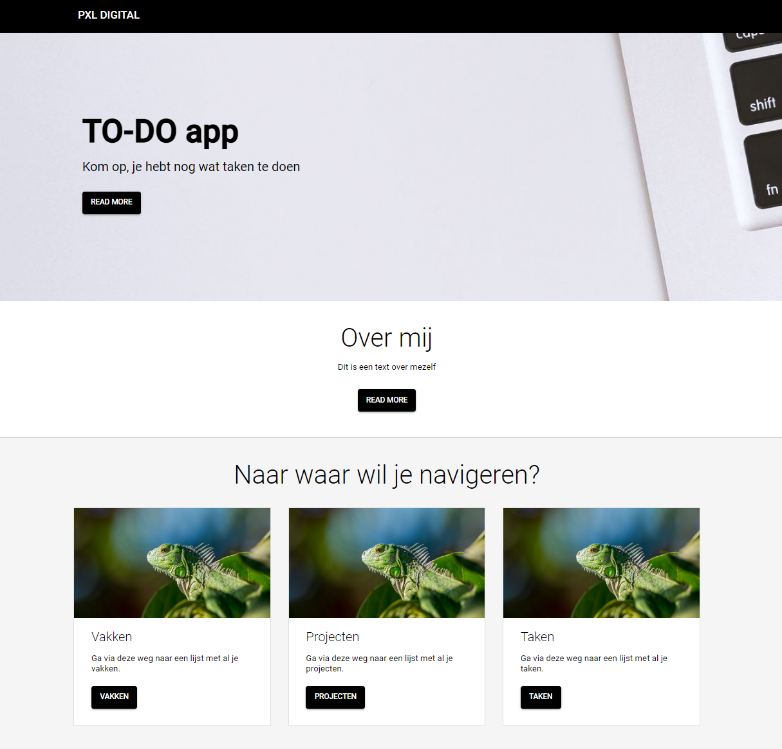 PXL DIGITAL
caps
shift
fn
TO-DO app
Kom op, je hebt nog wat taken te doen
READ MORE
Over mij
Dit is een text over mezelf
READ MORE
Naar waar wil je navigeren?
Vakken
Ga via deze weg naar een lijst met al je
vakken.
VAKKEN
Projecten
Ga via deze weg naar een lijst met al je
projecten.
PROJECTEN
Taken
Ga via deze weg naar een lijst met al je
taken.
TAKEN